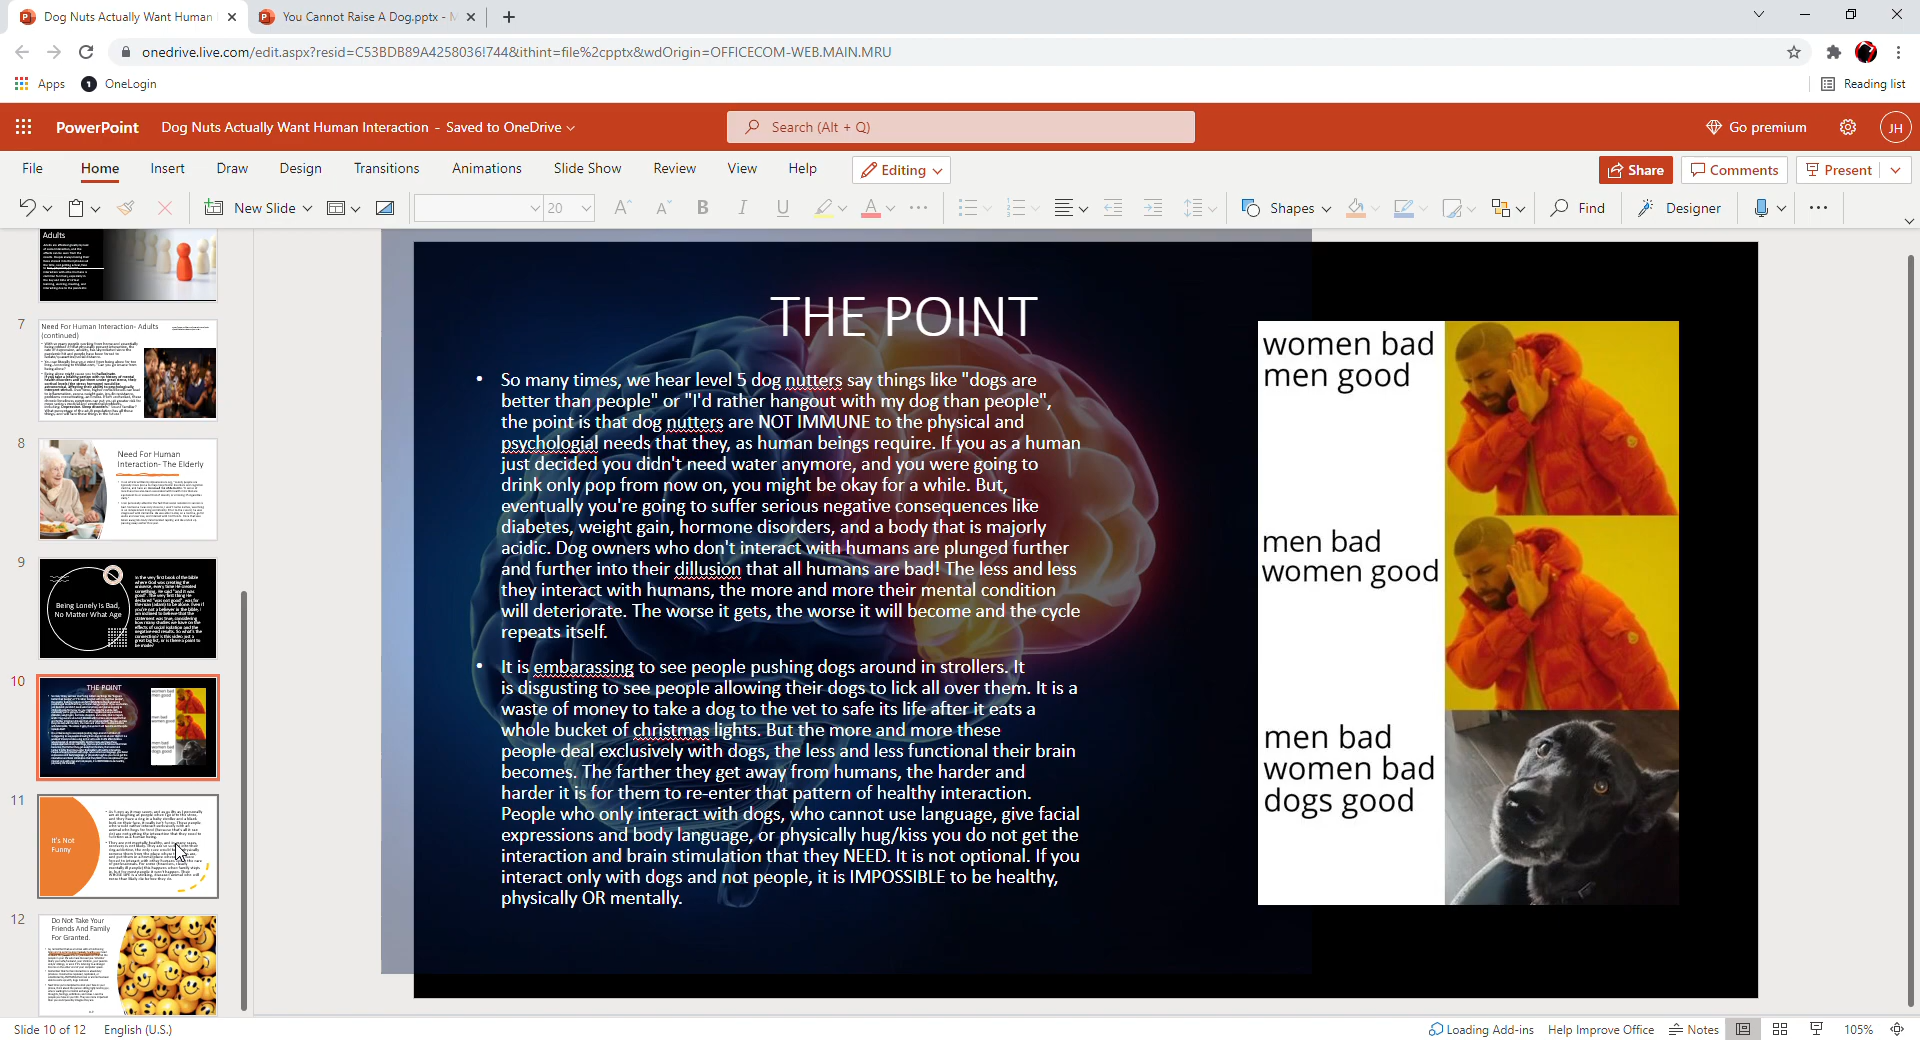 Dog Nuts Actually Want Human
You Cannot Raise A Dog.pptx - M
onedrive.live.com/edit.aspx?resid=C53BDB89A4258036!744&ithint=file%2cpptx&wdOrigin=OFFICECOM-WEB.MAIN.MRU
Apps
OneLogin
Reading list
PowerPoint
Dog Nuts Actually Want Human Interaction - Saved to OneDrive
Search (Alt + Q)
Go premium
JH
File Home Insert Draw Design Transitions Animations Slide Show Review View Help
Editing
Share
Comments
Present
New Slide
20
Shapes
Find
Designer
Adults
7
Need For Human Interaction- Adults
(continued)
8
Need For Human
Interaction- The Elderly
9
Being Lonely Is Bad,
No Matter What Age
10
THE POINT
11
It's Not
Funny
12
Do Not Take Your
Friends And Family
For Granted.
THE POINT
• So many times, we hear level 5 dog nutters say things like "dogs are
better than people" or "I'd rather hangout with my dog than people",
the point is that dog nutters are NOT IMMUNE to the physical and
psychologial needs that they, as human beings require. If you as a human
just decided you didn't need water anymore, and you were going to
drink only pop from now on, you might be okay for a while. But,
eventually you're going to suffer serious negative consequences like
diabetes, weight gain, hormone disorders, and a body that is majorly
acidic. Dog owners who don't interact with humans are plunged further
and further into their dillusion that all humans are bad! The less and less
they interact with humans, the more and more their mental condition
will deteriorate. The worse it gets, the worse it will become and the cycle
repeats itself.
• It is embarassing to see people pushing dogs around in strollers. It
is disgusting to see people allowing their dogs to lick all over them. It is a
waste of money to take a dog to the vet to safe its life after it eats a
whole bucket of christmas lights. But the more and more these
people deal exclusively with dogs, the less and less functional their brain
becomes. The farther they get away from humans, the harder and
harder it is for them to re-enter that pattern of healthy interaction.
People who only interact with dogs, who cannot use language, give facial
expressions and body language, or physically hug/kiss you do not get the
interaction and brain stimulation that they NEED. It is not optional. If you
interact only with dogs and not people, it is IMPOSSIBLE to be healthy,
physically OR mentally.
women bad
men good
men bad
women good
men bad
women bad
dogs good
Slide 10 of 12
English (U.S.)
Loading Add-ins
Help Improve Office
Notes
105%